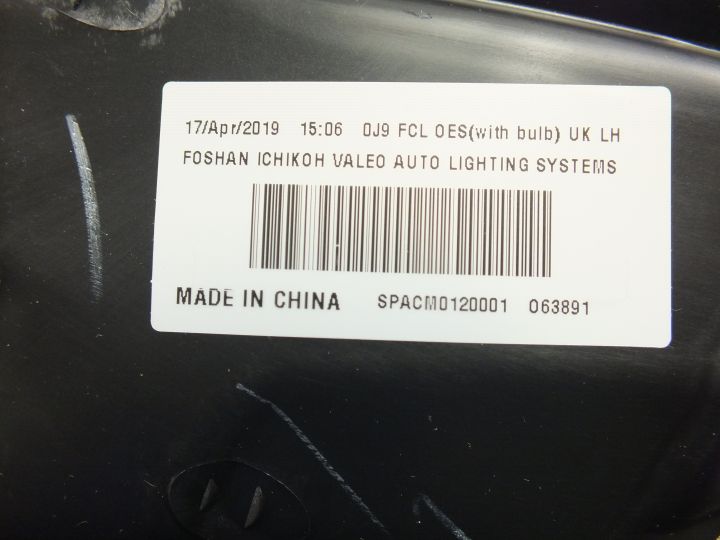 17/Apr/2019 15:06 0J9 FCL OES(with bulb) UK LH
FOSHAN ICHIKOH VALEO AUTO LIGHTING SYSTEMS
MADE IN CHINA SPACM0120001 063891